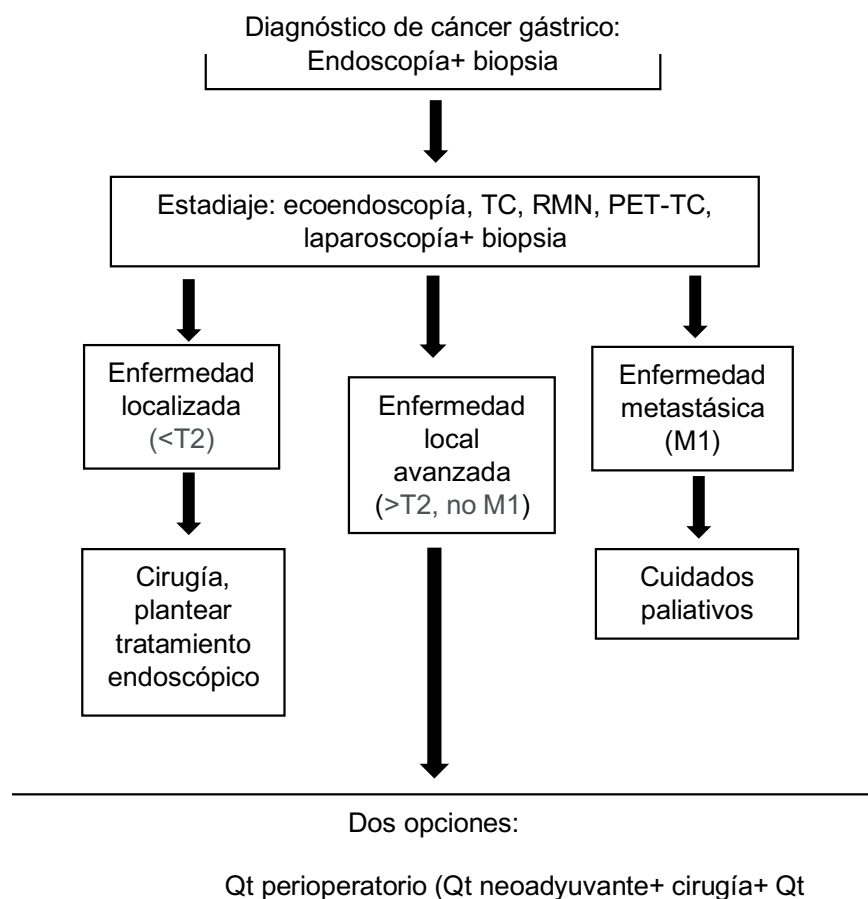 Diagnóstico de cáncer gástrico:
Endoscopía+ biopsia
Estadiaje: ecoendoscopía, TC, RMN, PET-TC,
laparoscopía+ biopsia
Enfermedad
localizada
(<T2)
Enfermedad
local
avanzada
(>T2, no M1)
Enfermedad
metastásica
(M1)
Cirugía,
plantear
tratamiento
endoscópico
Cuidados
paliativos
Dos opciones:
Qt perioperatorio (Qt neoadyuvante+ cirugía+ Qt